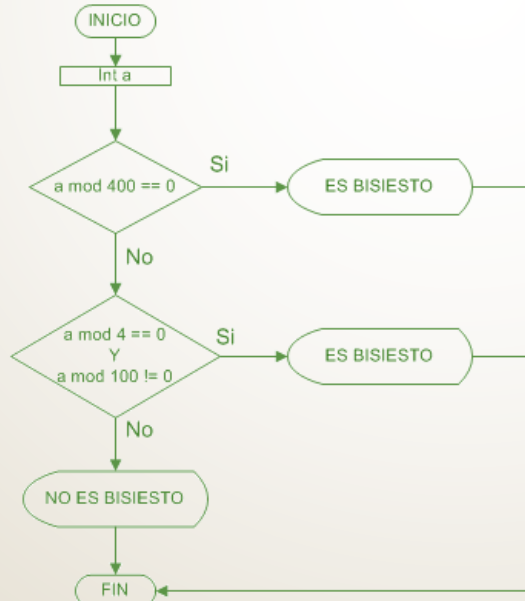 INICIO
Int a
a mod 400 == 0
Si
ES BISIESTO
No
a mod 4 == 0
Y
a mod 100 != 0
Si
ES BISIESTO
No
NO ES BISIESTO
FIN